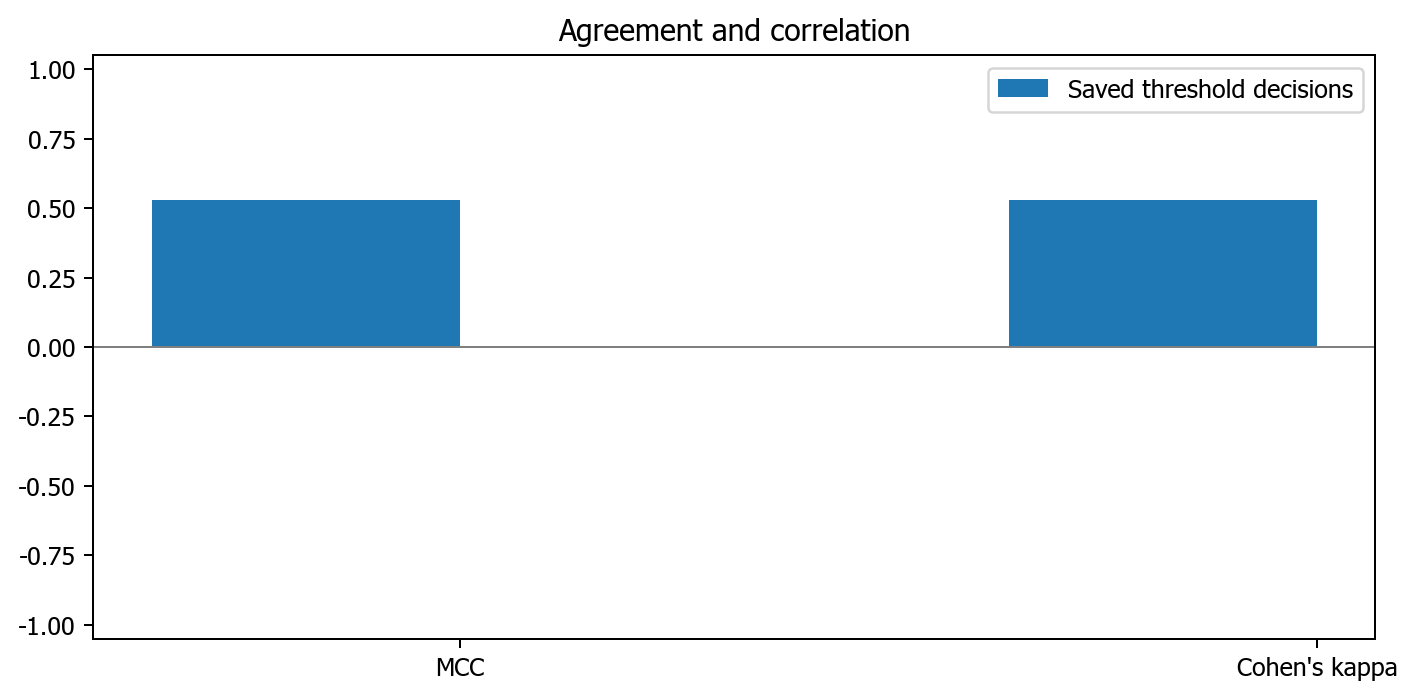 Agreement and correlation
Saved threshold decisions
1.00
0.75
0.50
0.25
0.00
-0.25
-0.50
-0.75
-1.00
MCC
Cohen's kappa